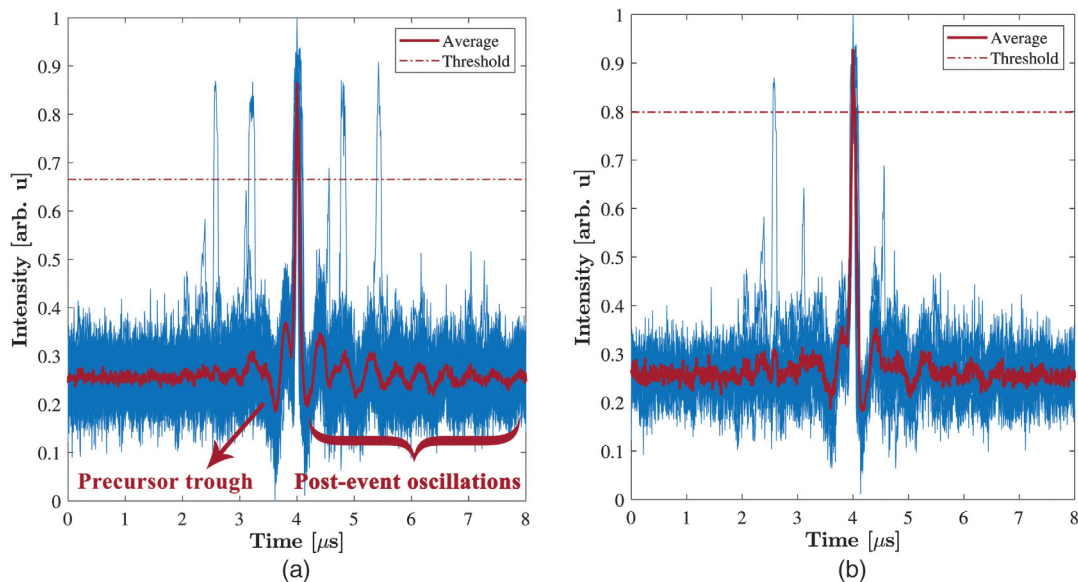 Average
Threshold
Intensity [arb. u]
1
0.9
0.8
0.7
0.6
0.5
0.4
0.3
0.2
0.1
0
Precursor trough
Post-event oscillations
0 1 2 3 4 5 6 7 8
Time [μs]
(a)
Average
Threshold
Intensity [arb. u]
1
0.9
0.8
0.7
0.6
0.5
0.4
0.3
0.2
0.1
0
0 1 2 3 4 5 6 7 8
Time [μs]
(b)